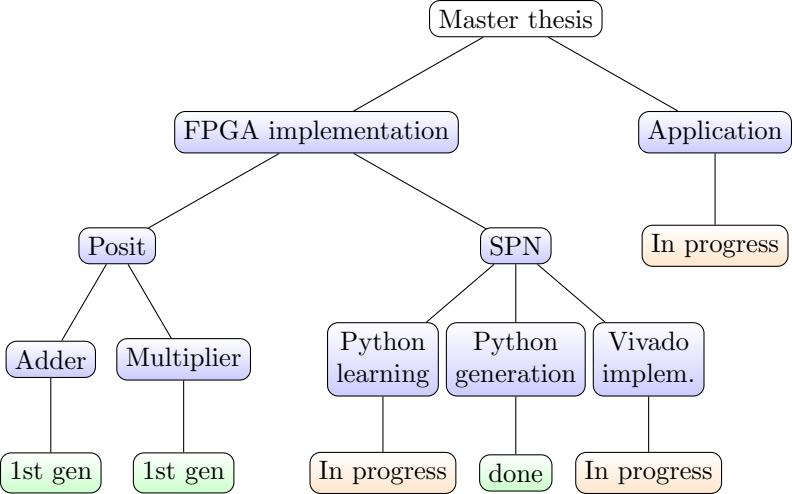 Master thesis
FPGA implementation
Application
Posit
SPN
In progress
Adder
Multiplier
Python
learning
Python
generation
Vivado
implem.
1st gen
1st gen
In progress
done
In progress